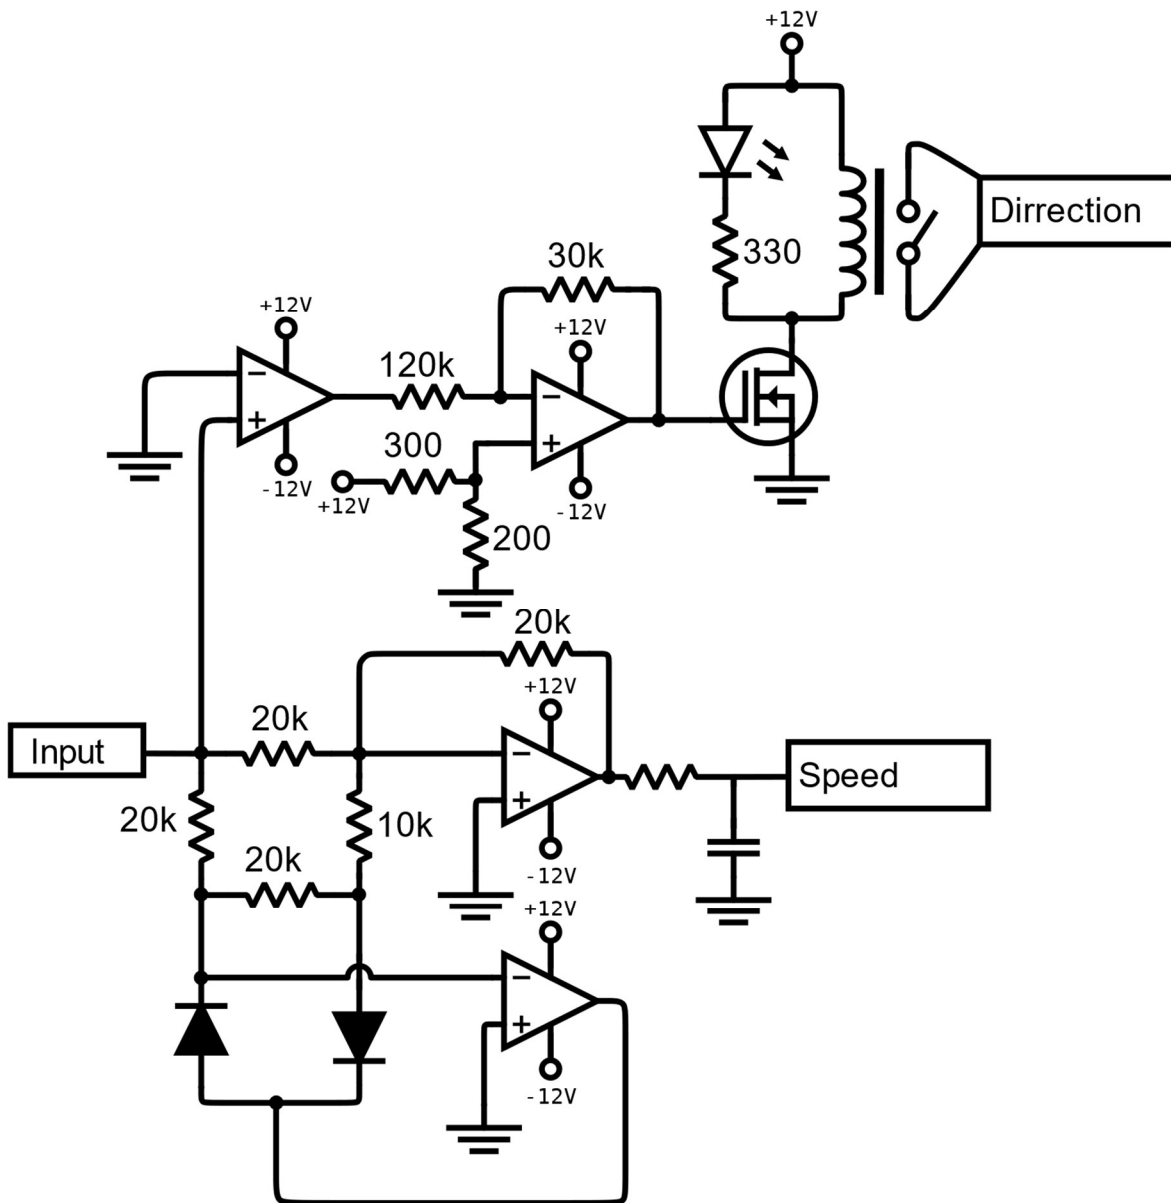 +12V
Dirrection
330
30k
+12V
+12V
120k
−
+
−
+
300
-12V
+12V
-12V
200
20k
+12V
20k
Input
−
+
Speed
20k
10k
20k
-12V
+12V
−
+
-12V